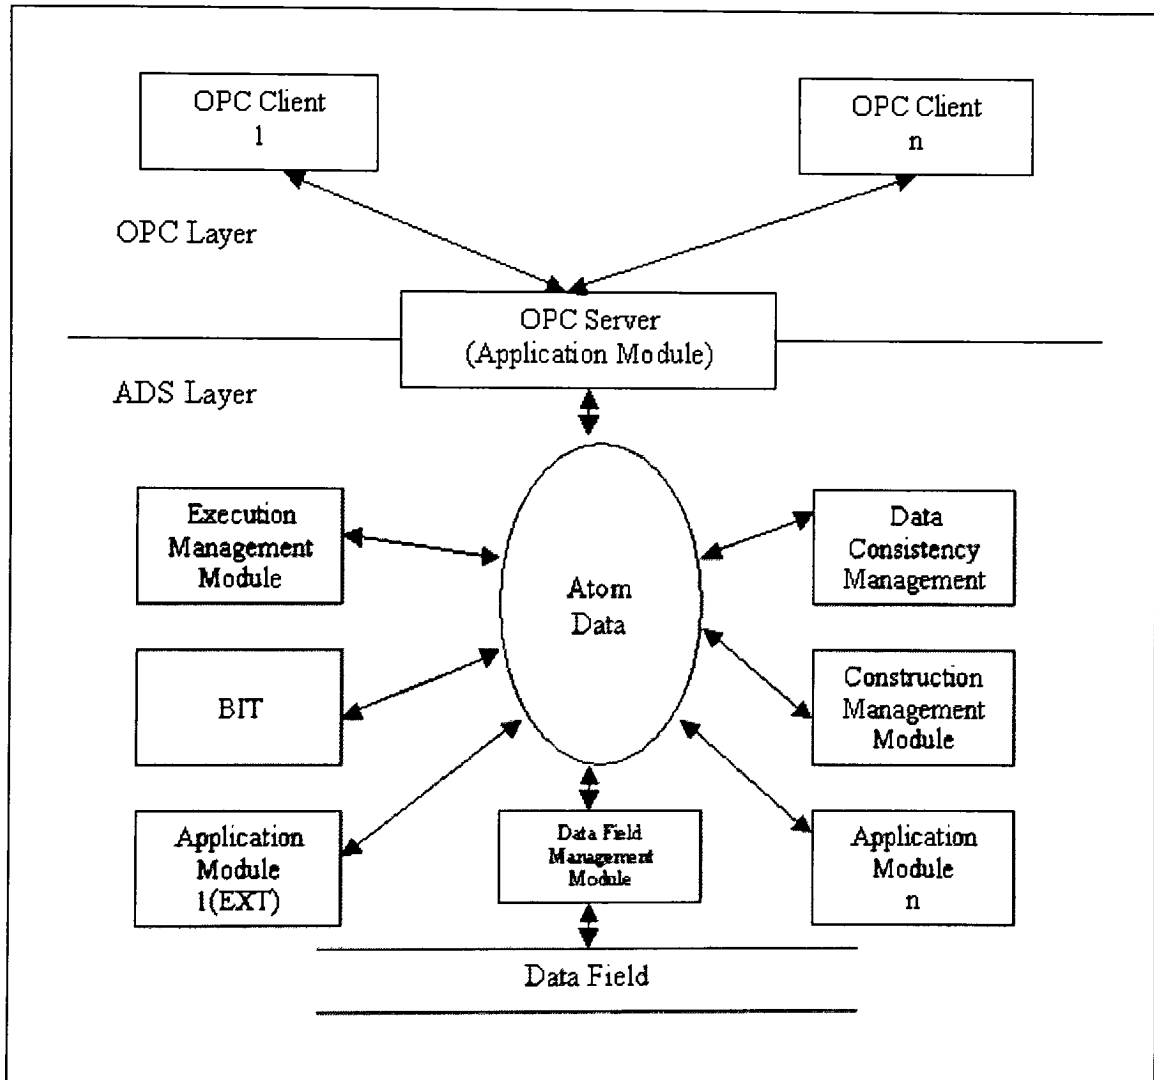 OPC Client
1
OPC Client
n
OPC Layer
OPC Server
(Application Module)
ADS Layer
Execution
Management
Module
Data
Consistency
Management
Atom
Data
BIT
Construction
Management
Module
Application
Module
1(EXT)
Data Field
Management
Module
Application
Module
n
Data Field